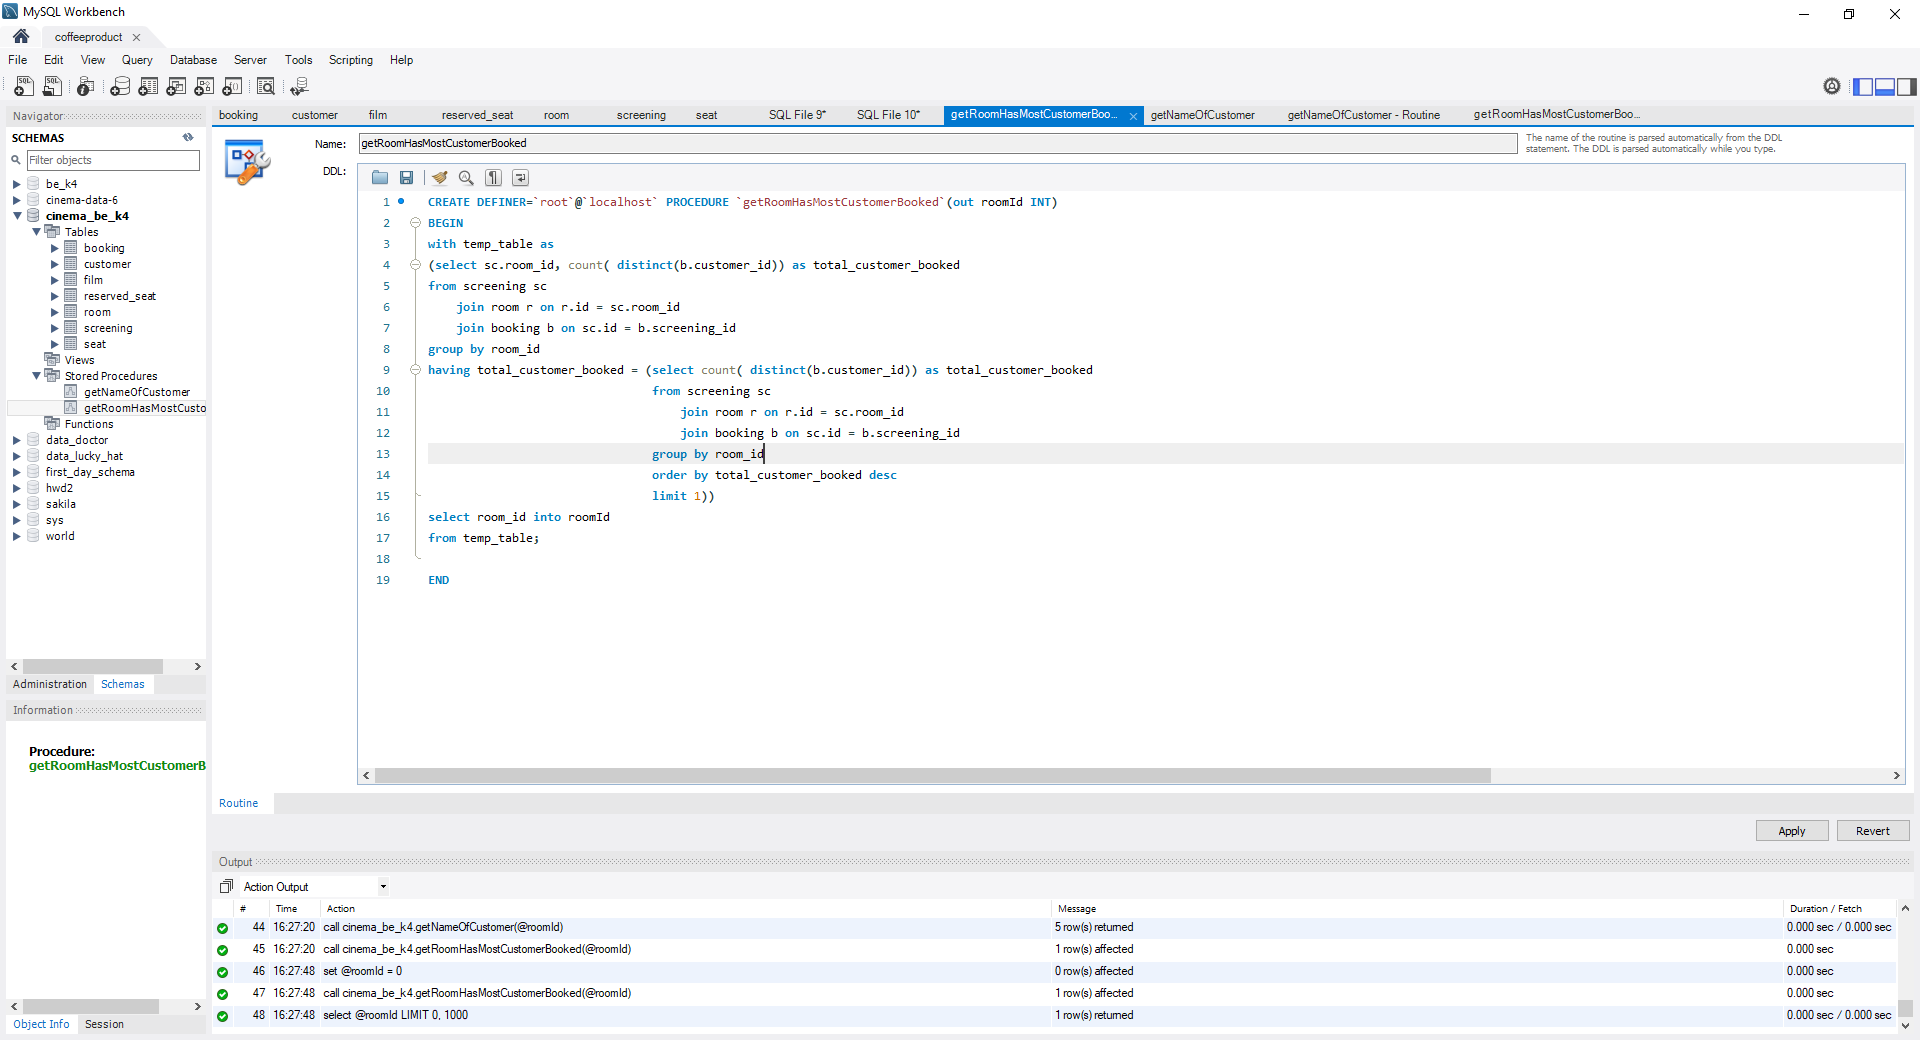 MySQL Workbench
coffeeproduct
File Edit View Query Database Server Tools Scripting Help
Navigator
SCHEMAS
Filter objects
be_k4
cinema-data-6
cinema_be_k4
Tables
booking
customer
film
reserved_seat
room
screening
seat
Views
Stored Procedures
getNameOfCustomer
getRoomHasMostCusto
Functions
data_doctor
data_lucky_hat
first_day_schema
hwd2
sakila
sys
world
Administration Schemas
Information
Procedure:
getRoomHasMostCustomerB
Object Info Session
booking customer film reserved_seat room screening seat SQL File 9* SQL File 10* getRoomHasMostCustomerBoo... getNameOfCustomer getNameOfCustomer - Routine getRoomHasMostCustomerBoo...
Name: getRoomHasMostCustomerBooked
The name of the routine is parsed automatically from the DDL
statement. The DDL is parsed automatically while you type.
DDL:
1 CREATE DEFINER=`root`@`localhost` PROCEDURE `getRoomHasMostCustomerBooked`(out roomId INT)
2 BEGIN
3 with temp_table as
4 (select sc.room_id, count( distinct(b.customer_id)) as total_customer_booked
5 from screening sc
6 join room r on r.id = sc.room_id
7 join booking b on sc.id = b.screening_id
8 group by room_id
9 having total_customer_booked = (select count( distinct(b.customer_id)) as total_customer_booked
10 from screening sc
11 join room r on r.id = sc.room_id
12 join booking b on sc.id = b.screening_id
13 group by room_id
14 order by total_customer_booked desc
15 limit 1))
16 select room_id into roomId
17 from temp_table;
18
19 END
Routine
Apply Revert
Output
Action Output
# Time Action Message Duration / Fetch
44 16:27:20 call cinema_be_k4.getNameOfCustomer(@roomId) 5 row(s) returned 0.000 sec / 0.000 sec
45 16:27:20 call cinema_be_k4.getRoomHasMostCustomerBooked(@roomId) 1 row(s) affected 0.000 sec
46 16:27:48 set @roomId = 0 0 row(s) affected 0.000 sec
47 16:27:48 call cinema_be_k4.getRoomHasMostCustomerBooked(@roomId) 1 row(s) affected 0.000 sec
48 16:27:48 select @roomId LIMIT 0, 1000 1 row(s) returned 0.000 sec / 0.000 sec